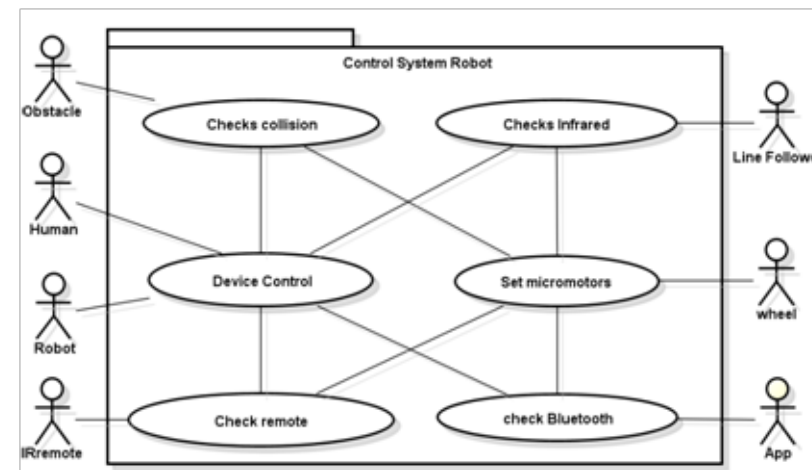 Control System Robot
Obstacle
Checks collision
Checks Infrared
Line Follow
Human
Device Control
Set micromotors
wheel
Robot
IRremote
Check remote
check Bluetooth
App